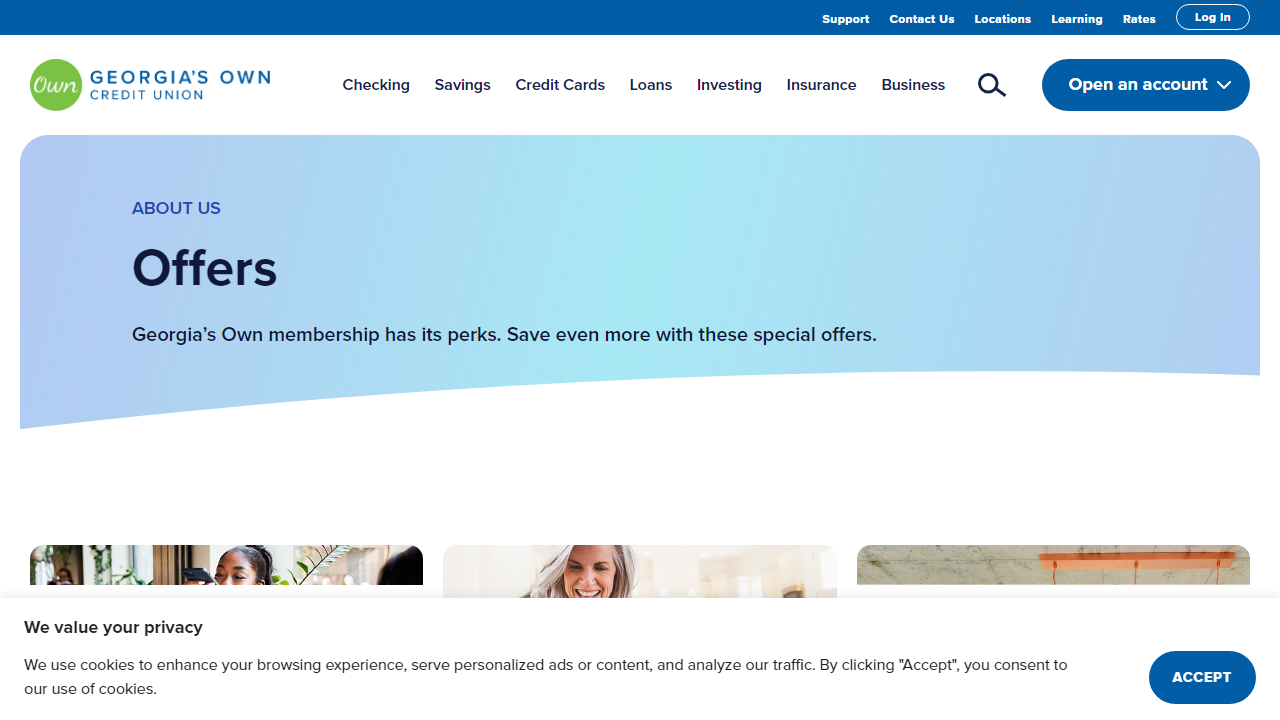 Support Contact Us Locations Learning Rates Log In
Own GEORGIA'S OWN
CREDIT UNION
Checking Savings Credit Cards Loans Investing Insurance Business Open an account
ABOUT US
Offers
Georgia’s Own membership has its perks. Save even more with these special offers.
We value your privacy
We use cookies to enhance your browsing experience, serve personalized ads or content, and analyze our traffic. By clicking "Accept", you consent to
our use of cookies.
ACCEPT